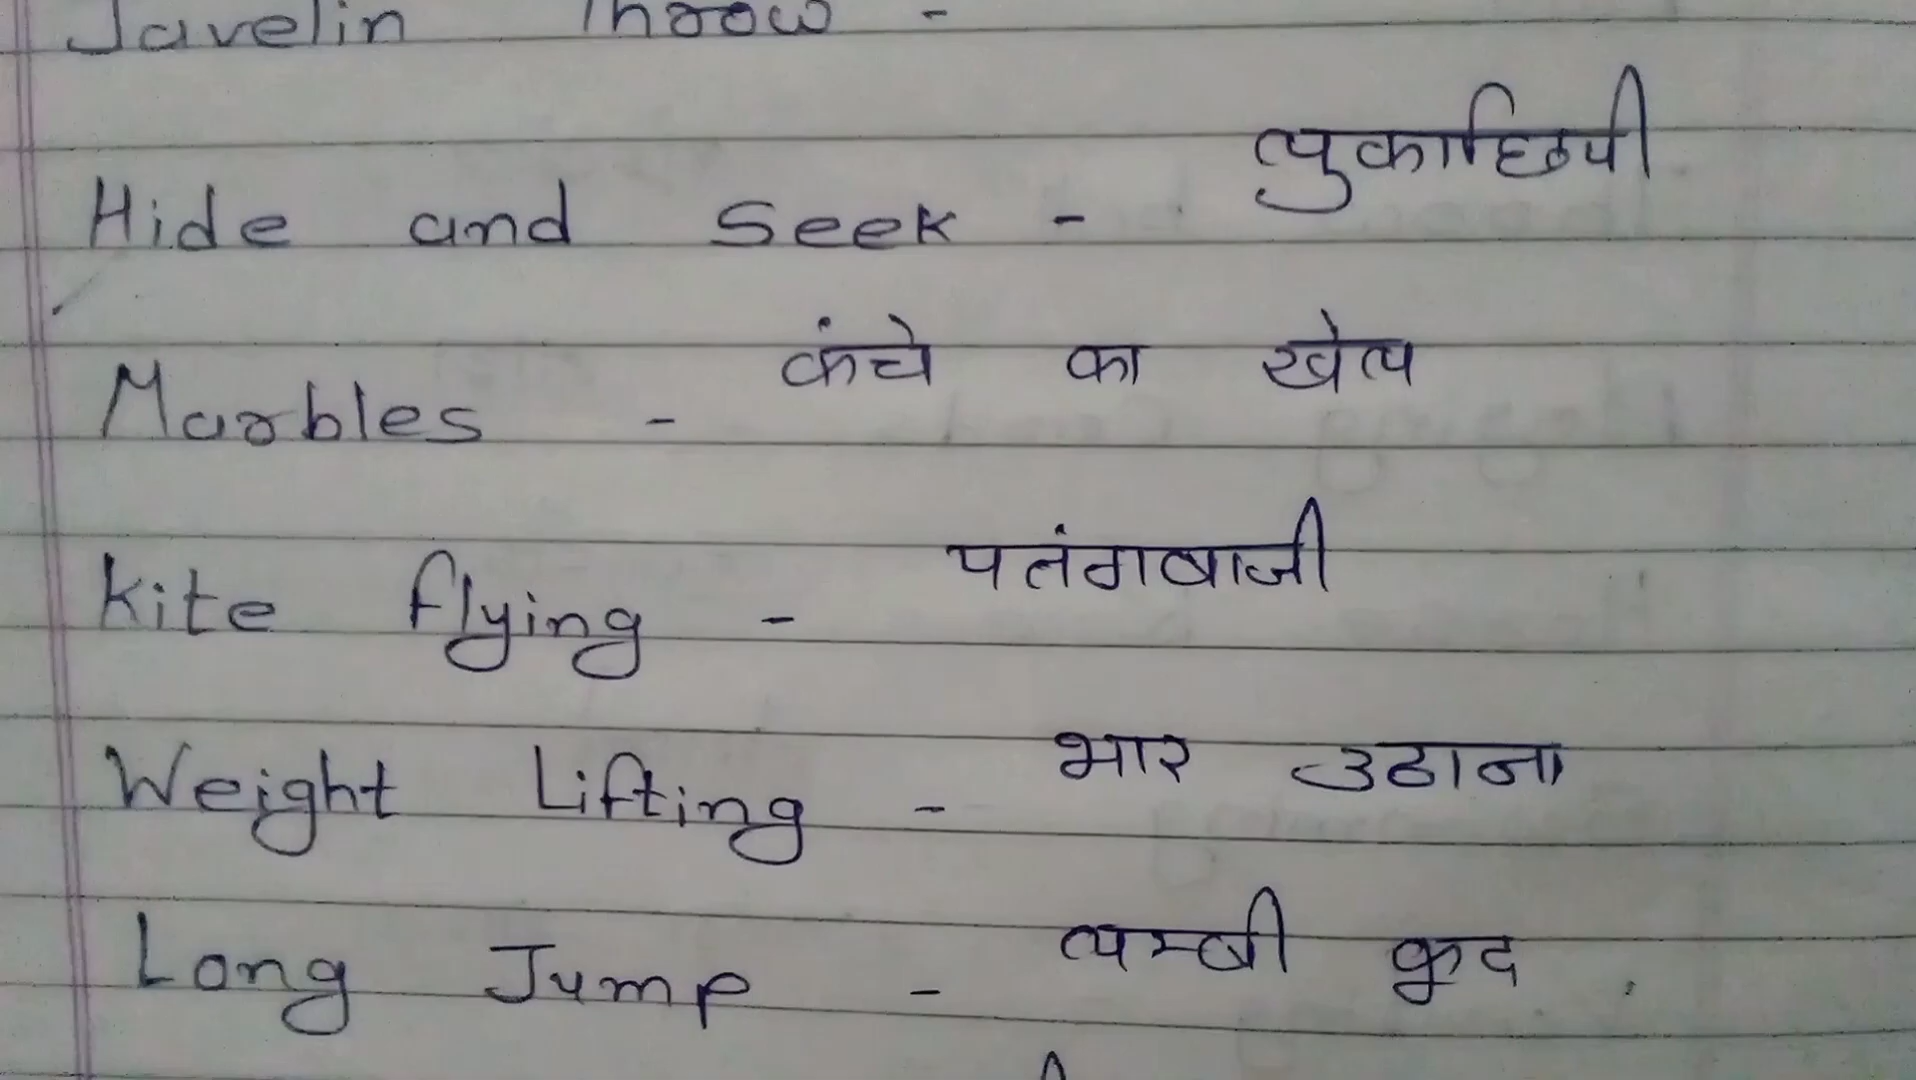 Javelin Throw -
Hide and Seek - लुकाछिपी
Marbles - कंचे का खेल
Kite flying - पतंगबाजी
Weight Lifting - भार उठाना
Long Jump - लम्बी कूद